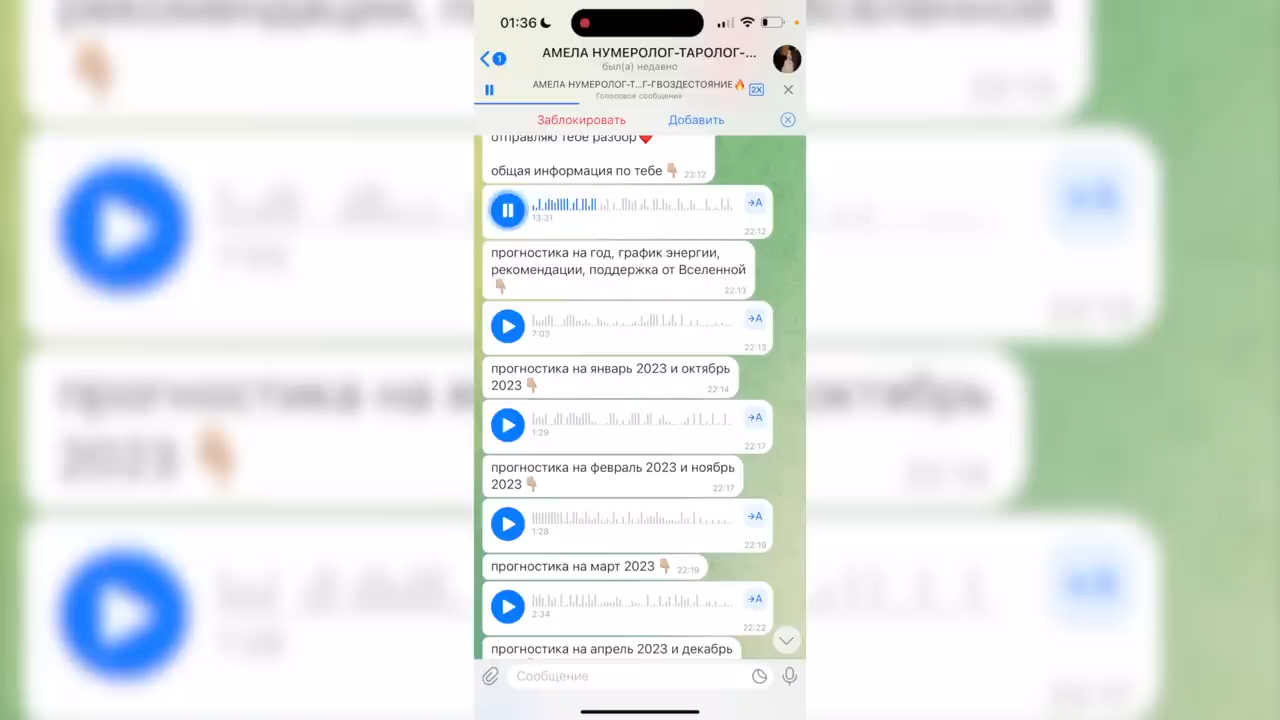 01:36
1
АМЕЛА НУМЕРОЛОГ-ТАРОЛОГ-...
был(а) недавно
АМЕЛА НУМЕРОЛОГ-Т...Г-ГВОЗДЕСТОЯНИЕ🔥
2X
Голосовое сообщение
Заблокировать
Добавить
отправляю тебе разбор❤️
общая информация по тебе👇🏼 22:12
13:31
→A
22:12
прогностика на год, график энергии,
рекомендации, поддержка от Вселенной
👇🏼 22:13
→A
7:03
22:13
прогностика на январь 2023 и октябрь
2023👇🏼 22:14
→A
1:29
22:17
прогностика на февраль 2023 и ноябрь
2023👇🏼 22:17
→A
1:28
22:19
прогностика на март 2023👇🏼 22:19
→A
2:34
22:22
прогностика на апрель 2023 и декабрь
Сообщение